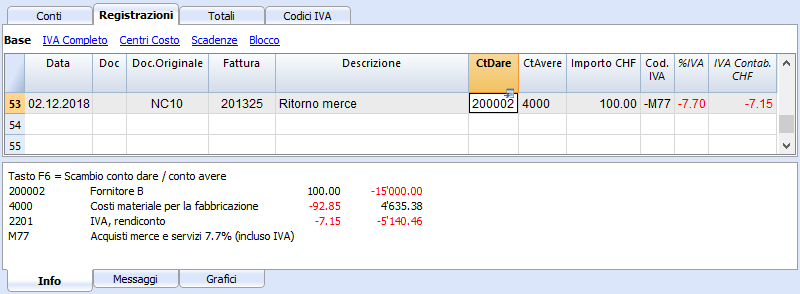 Conti Registrazioni Totali Codici IVA
Base IVA Completo Centri Costo Scadenze Blocco
Data Doc Doc.Originale Fattura Descrizione CtDare CtAvere Importo CHF Cod. IVA %IVA IVA Contab. CHF
53 02.12.2018 NC10 201325 Ritorno merce 200002 4000 100.00 -M77 -7.70 -7.15
54
55
Tasto F6 = Scambio conto dare / conto avere
200002 Fornitore B 100.00 -15'000.00
4000 Costi materiale per la fabbricazione -92.85 4'635.38
2201 IVA, rendiconto -7.15 -5'140.46
M77 Acquisti merce e servizi 7.7% (incluso IVA)
Info Messaggi Grafici